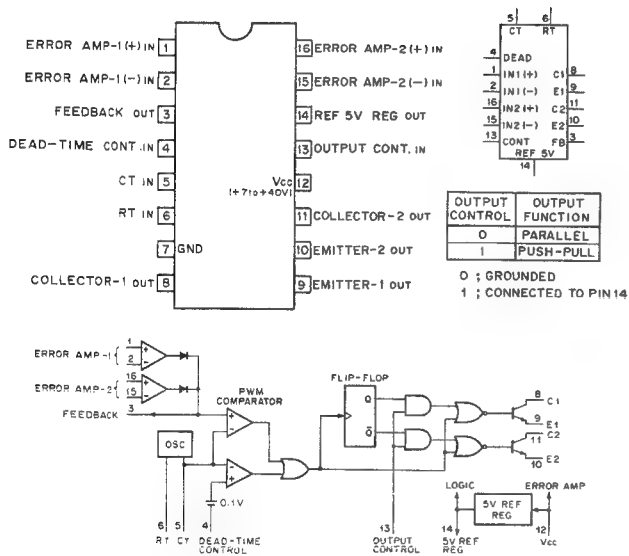 ERROR AMP-1(+) IN 1
16 ERROR AMP-2(+) IN
ERROR AMP-1(-) IN 2
15 ERROR AMP-2(-) IN
FEEDBACK OUT 3
14 REF 5V REG OUT
DEAD-TIME CONT. IN 4
13 OUTPUT CONT. IN
CT IN 5
Vcc 12
(+7 to +40V)
RT IN 6
11 COLLECTOR-2 OUT
7 GND
10 EMITTER-2 OUT
COLLECTOR-1 OUT 8
9 EMITTER-1 OUT
5 6
CT RT
4 DEAD
1 IN1 (+) C1 8
2 IN1 (-) E1 9
16 IN2 (+) C2 11
15 IN2 (-) E2 10
13 CONT FB 3
REF 5V
14
OUTPUT CONTROL OUTPUT FUNCTION
0 PARALLEL
1 PUSH-PULL
0 ; GROUNDED
1 ; CONNECTED TO PIN 14
ERROR AMP-1 { 1 + 2 -
ERROR AMP-2 { 16 + 15 -
FEEDBACK 3
PWM
COMPARATOR
+ -
OSC
- +
0.1V
6 5 4
RT CT DEAD-TIME
CONTROL
FLIP-FLOP
Q
Q̅
8 C1
9 E1
11 C2
10 E2
13
OUTPUT
CONTROL
LOGIC ERROR AMP
5V REF
REG
14 12
5V REF
REG
Vcc